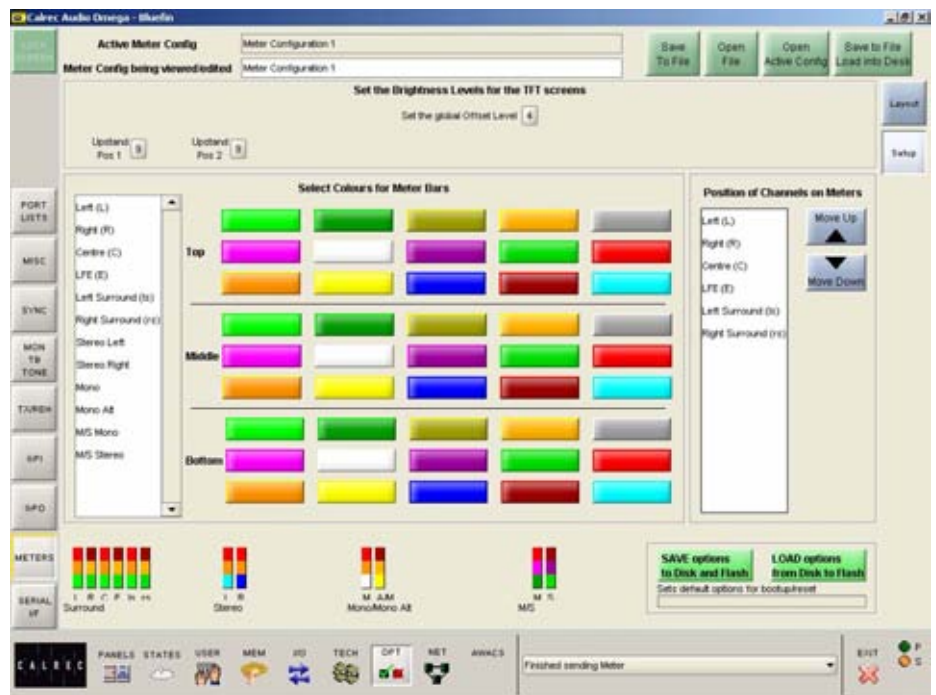 Calrec Audio Omega - Bluefin
Active Meter Config
Meter Configuration 1
Meter Config being viewed/edited
Meter Configuration 1
Save To File
Open File
Open Active Config
Save to File Load into Desk
Set the Brightness Levels for the TFT screens
Set the global Offset Level 4
Upstand Pos 1 9
Upstand Pos 2 9
Layout
Setup
PORT LISTS
MISC
SYNC
MON TB TONE
GPI
GPO
METERS
SERIAL I/F
Select Colours for Meter Bars
Left (L)
Right (R)
Centre (C)
LFE (E)
Left Surround (ls)
Right Surround (rs)
Stereo Left
Stereo Right
Mono
Mono Alt
M/S Mono
M/S Stereo
Top
Middle
Bottom
Position of Channels on Meters
Left (L)
Right (R)
Centre (C)
LFE (E)
Left Surround (ls)
Right Surround (rs)
Move Up
Move Down
Surround
L R
Stereo
M A/M
Mono/Mono Alt
M S
M/S
SAVE options to Disk and Flash
LOAD options from Disk to Flash
Sets default options for bootup/reset
CALREC
PANELS
STATES
USER
MEM
I/O
TECH
OPT
NET
AWACS
Finished sending Meter
EXIT
P
S